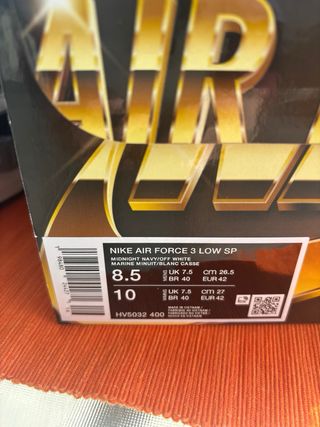 AIR
NIKE AIR FORCE 3 LOW SP
MIDNIGHT NAVY/OFF WHITE
MARINE MINUIT/BLANC CASSE
8.5 UK 7.5 CM 26.5
BR 40 EUR 42
10 UK 7.5 CM 27
BR 40 EUR 42
HV5032 400
MADE IN VIETNAM